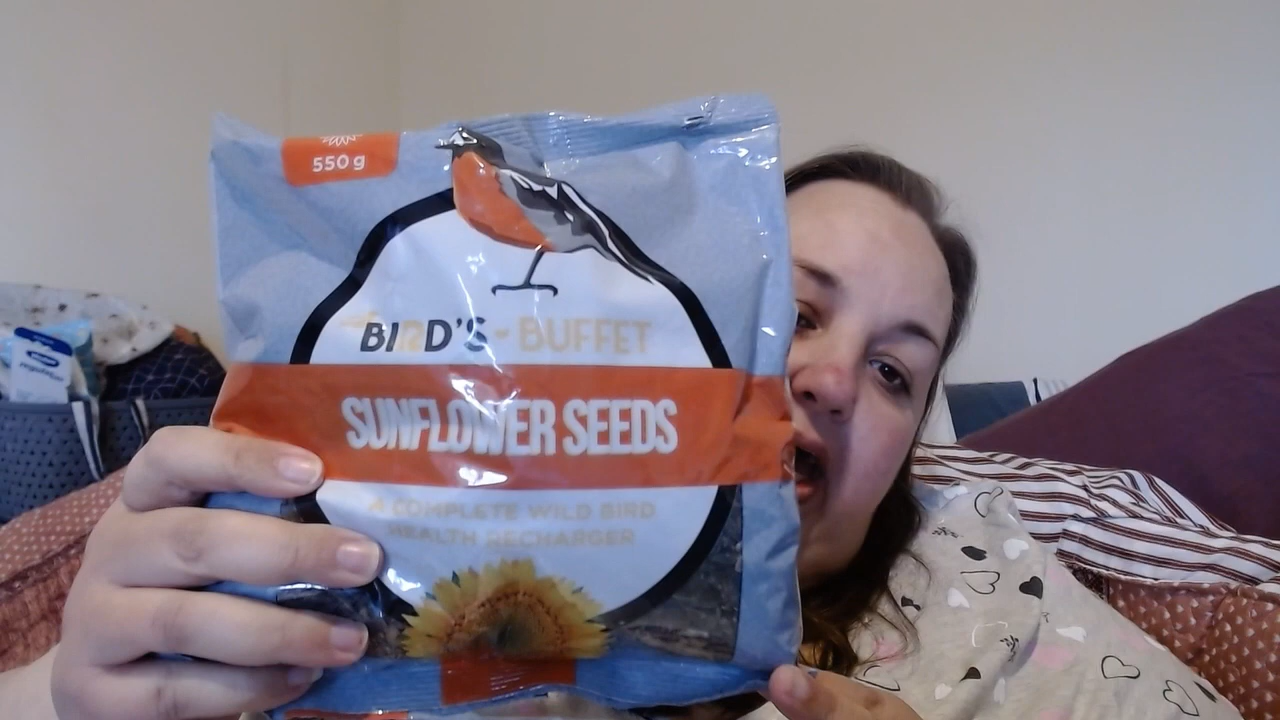 550 g
BIRD'S - BUFFET
SUNFLOWER SEEDS
A COMPLETE WILD BIRD
HEALTH RECHARGER